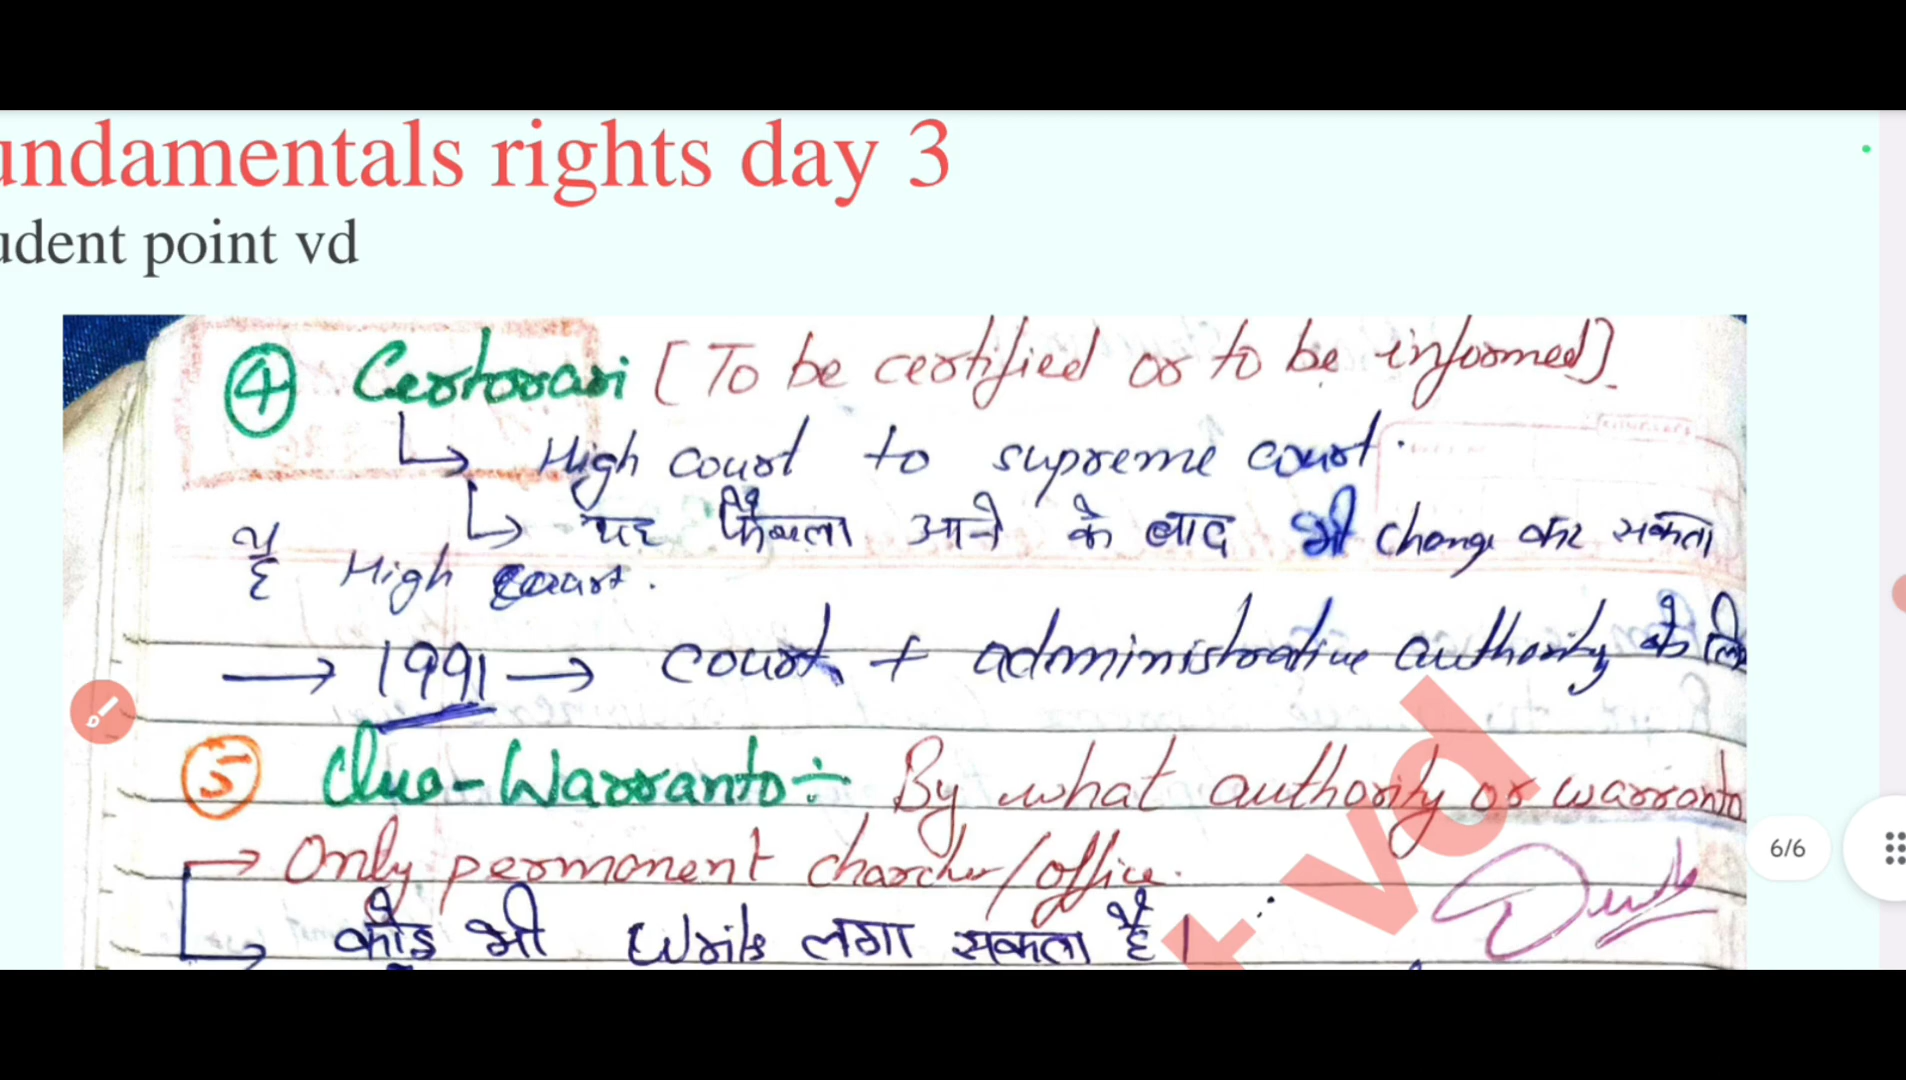 undamentals rights day 3
udent point vd
④ Certorari [To be certified or to be informed].
↳ High court to supreme court.
↳ पर फैसला आने के बाद भी change कर सकता
है High court.
→ 1991 → court + administrative authority के लिए
⑤ Quo-Warranto÷ By what authority or warranto
→ Only permanent /office.
↳ कोई भी Writs लगा सकता है।
t vd
6/6